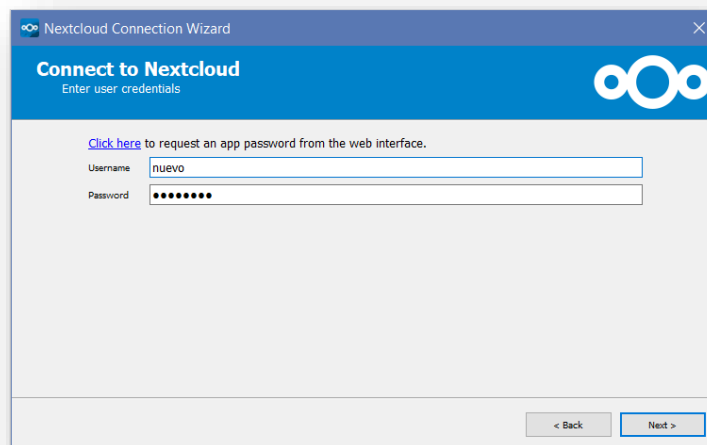 Nextcloud Connection Wizard
Connect to Nextcloud
Enter user credentials
Click here to request an app password from the web interface.
Username nuevo
Password ●●●●●●●●
< Back Next >